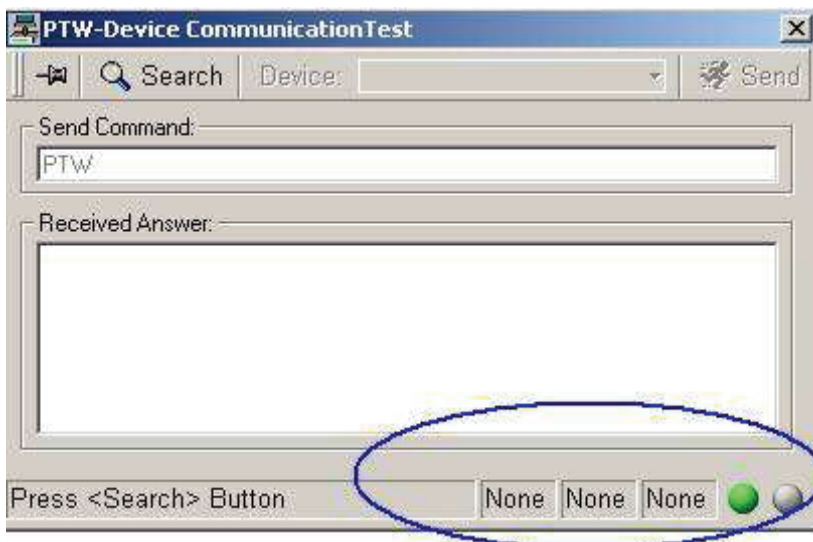 PTW-Device CommunicationTest
Search Device: Send
Send Command:
PTW
Received Answer:
Press <Search> Button None None None